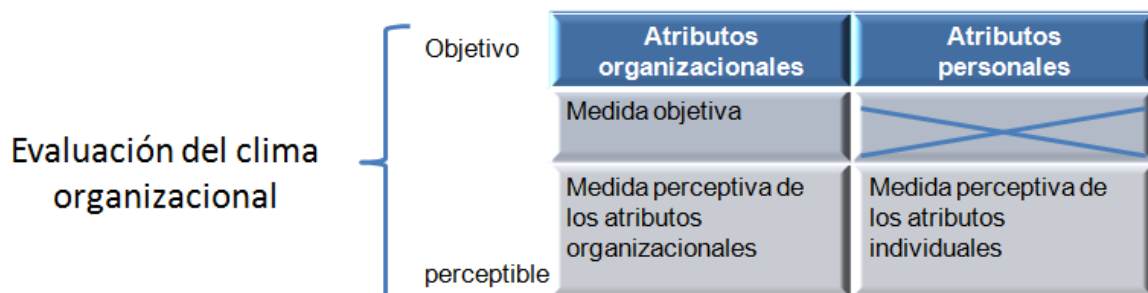 Evaluación del clima
organizacional
Objetivo
perceptible
Atributos
organizacionales
Atributos
personales
Medida objetiva
Medida perceptiva de
los atributos
organizacionales
Medida perceptiva de
los atributos
individuales